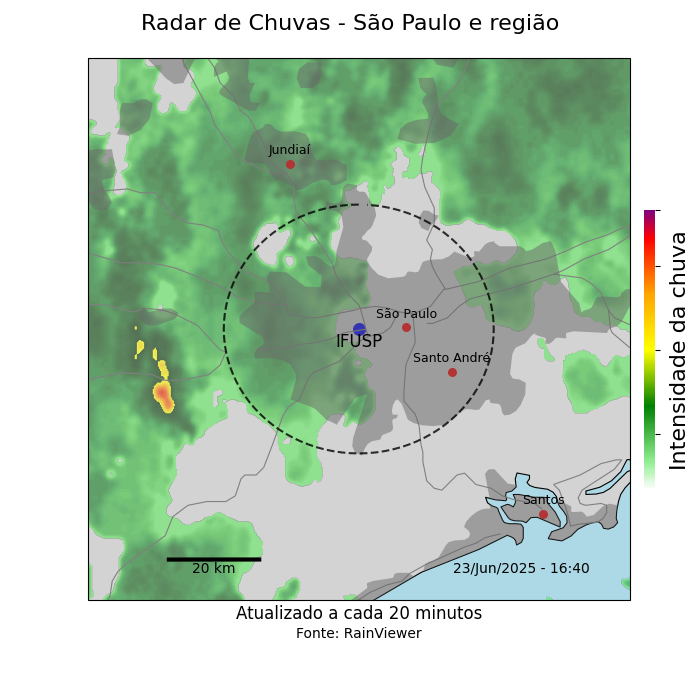 Radar de Chuvas - São Paulo e região
Jundiaí
São Paulo
IFUSP
Santo André
Santos
20 km
23/Jun/2025 - 16:40
Intensidade da chuva
Atualizado a cada 20 minutos
Fonte: RainViewer